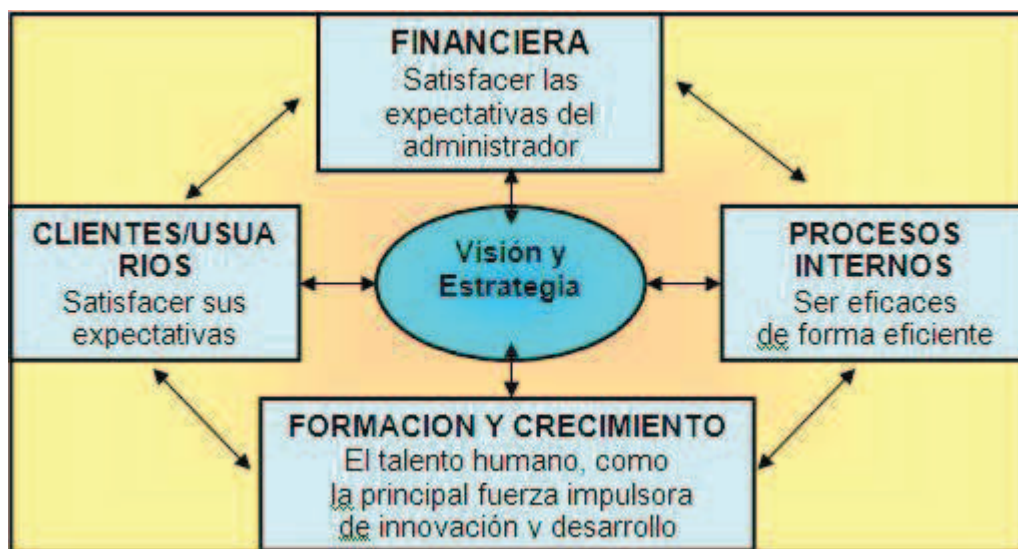 FINANCIERA
Satisfacer las
expectativas del
administrador
CLIENTES/USUA
RIOS
Satisfacer sus
expectativas
Visión y
Estrategia
PROCESOS
INTERNOS
Ser eficaces
de forma eficiente
FORMACION Y CRECIMIENTO
El talento humano, como
la principal fuerza impulsora
de innovación y desarrollo